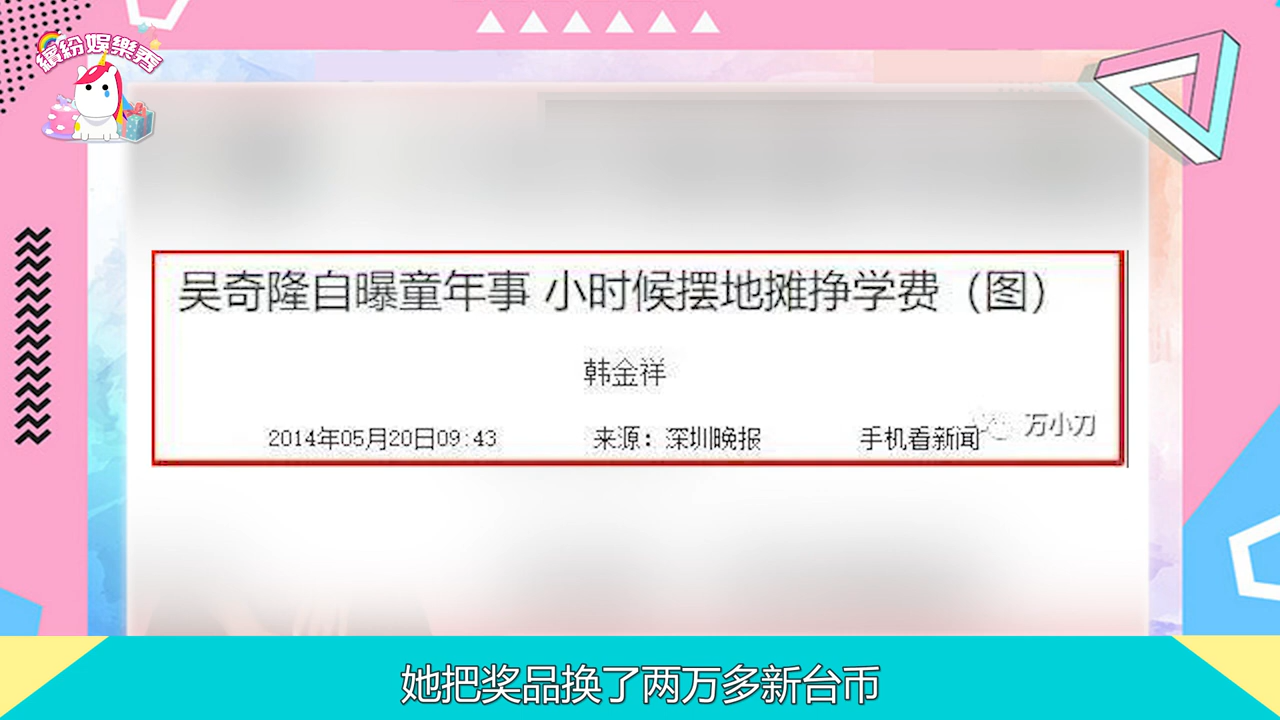 繽紛娛樂秀
吴奇隆自曝童年事 小时候摆地摊挣学费（图）
韩金祥
2014年05月20日09:43 来源：深圳晚报 手机看新闻 万小刀
她把奖品换了两万多新台币